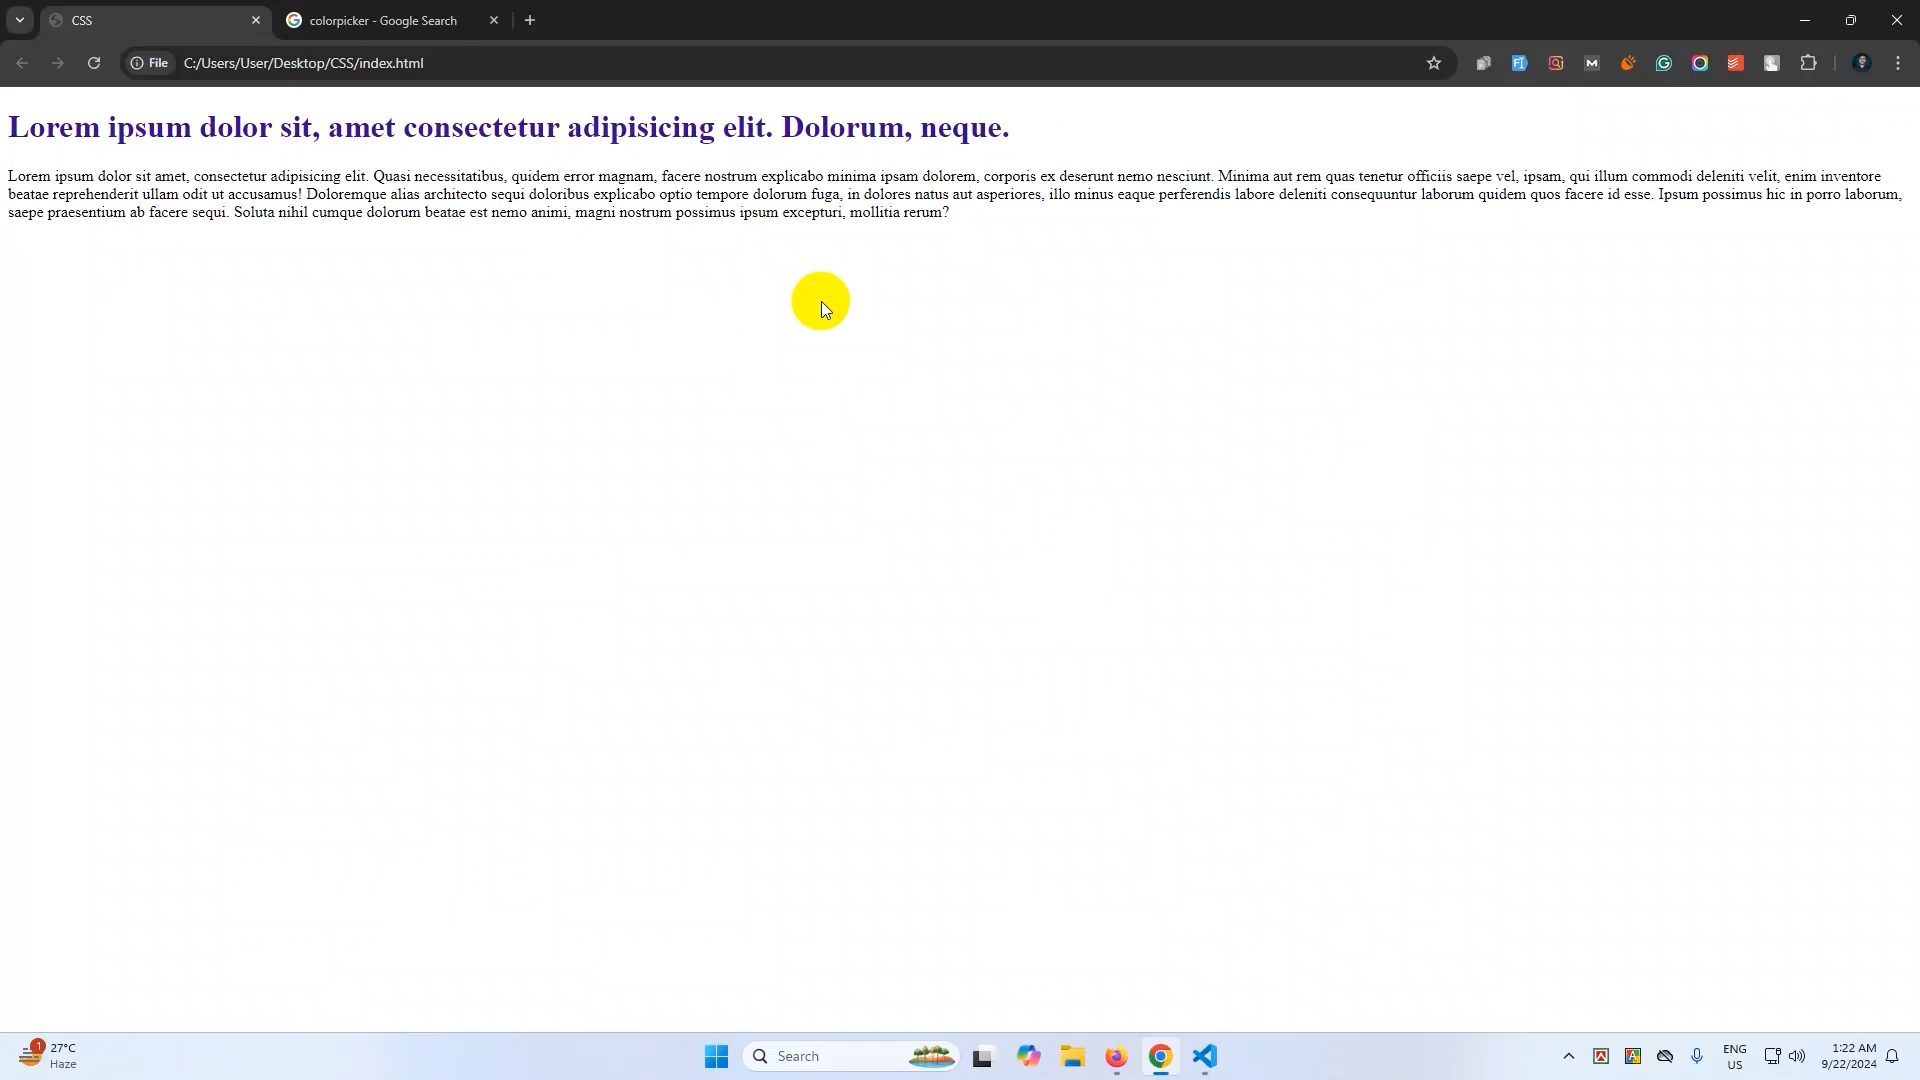 CSS
colorpicker - Google Search
File
C:/Users/User/Desktop/CSS/index.html
Lorem ipsum dolor sit, amet consectetur adipisicing elit. Dolorum, neque.
Lorem ipsum dolor sit amet, consectetur adipisicing elit. Quasi necessitatibus, quidem error magnam, facere nostrum explicabo minima ipsam dolorem, corporis ex deserunt nemo nesciunt. Minima aut rem quas tenetur officiis saepe vel, ipsam, qui illum commodi deleniti velit, enim inventore
beatae reprehenderit ullam odit ut accusamus! Doloremque alias architecto sequi doloribus explicabo optio tempore dolorum fuga, in dolores natus aut asperiores, illo minus eaque perferendis labore deleniti consequuntur laborum quidem quos facere id esse. Ipsum possimus hic in porro laborum,
saepe praesentium ab facere sequi. Soluta nihil cumque dolorum beatae est nemo animi, magni nostrum possimus ipsum excepturi, mollitia rerum?
1
27°C
Haze
Search
ENG
US
1:22 AM
9/22/2024